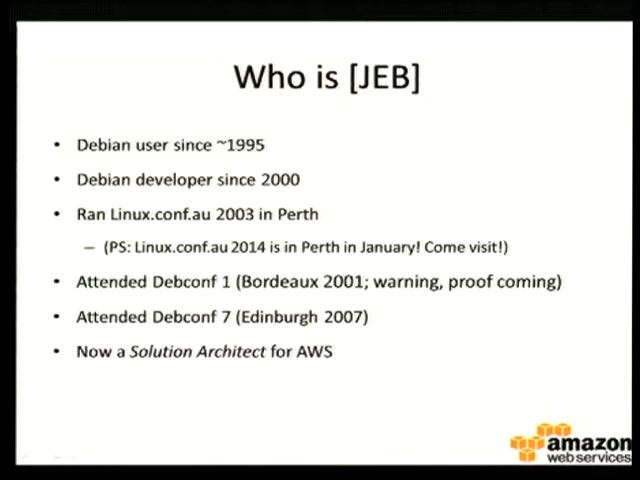 Who is [JEB]
• Debian user since ~1995
• Debian developer since 2000
• Ran Linux.conf.au 2003 in Perth
– (PS: Linux.conf.au 2014 is in Perth in January! Come visit!)
• Attended Debconf 1 (Bordeaux 2001; warning, proof coming)
• Attended Debconf 7 (Edinburgh 2007)
• Now a Solution Architect for AWS
amazon
web services